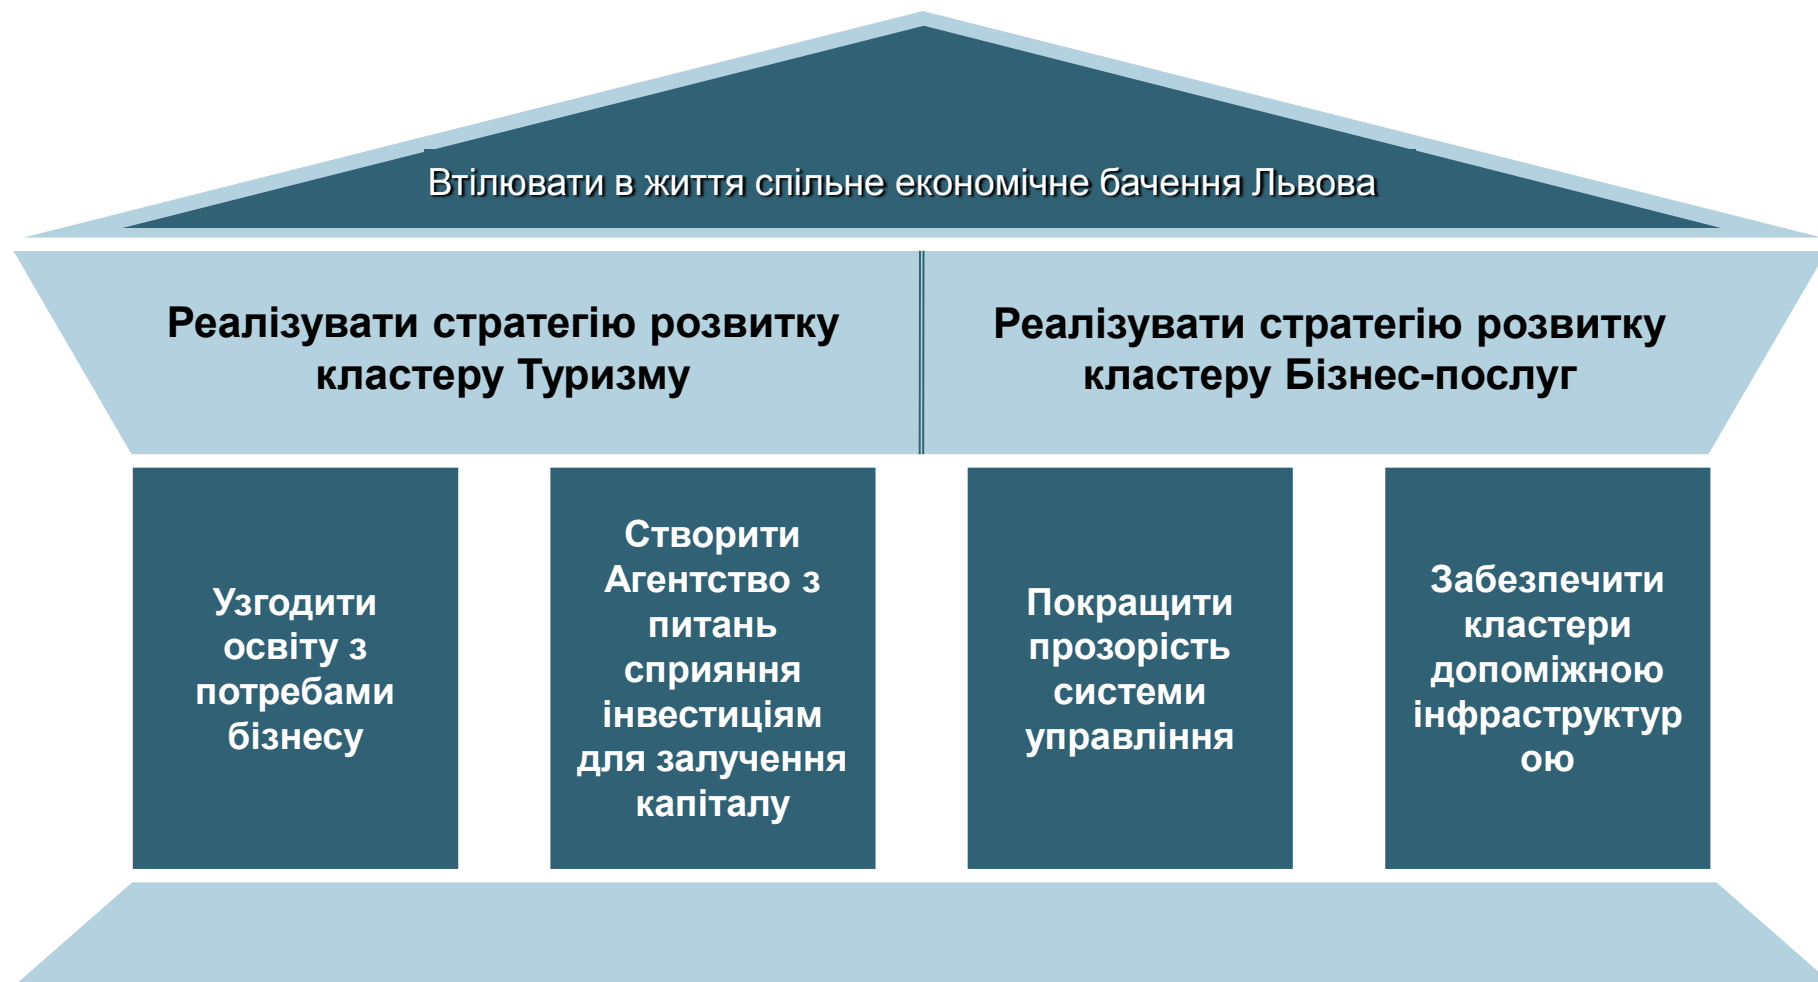 Втілювати в життя спільне економічне бачення Львова
Реалізувати стратегію розвитку
кластеру Туризму
Реалізувати стратегію розвитку
кластеру Бізнес-послуг
Узгодити
освіту з
потребами
бізнесу
Створити
Агентство з
питань
сприяння
інвестиціям
для залучення
капіталу
Покращити
прозорість
системи
управління
Забезпечити
кластери
допоміжною
інфраструктур
ою